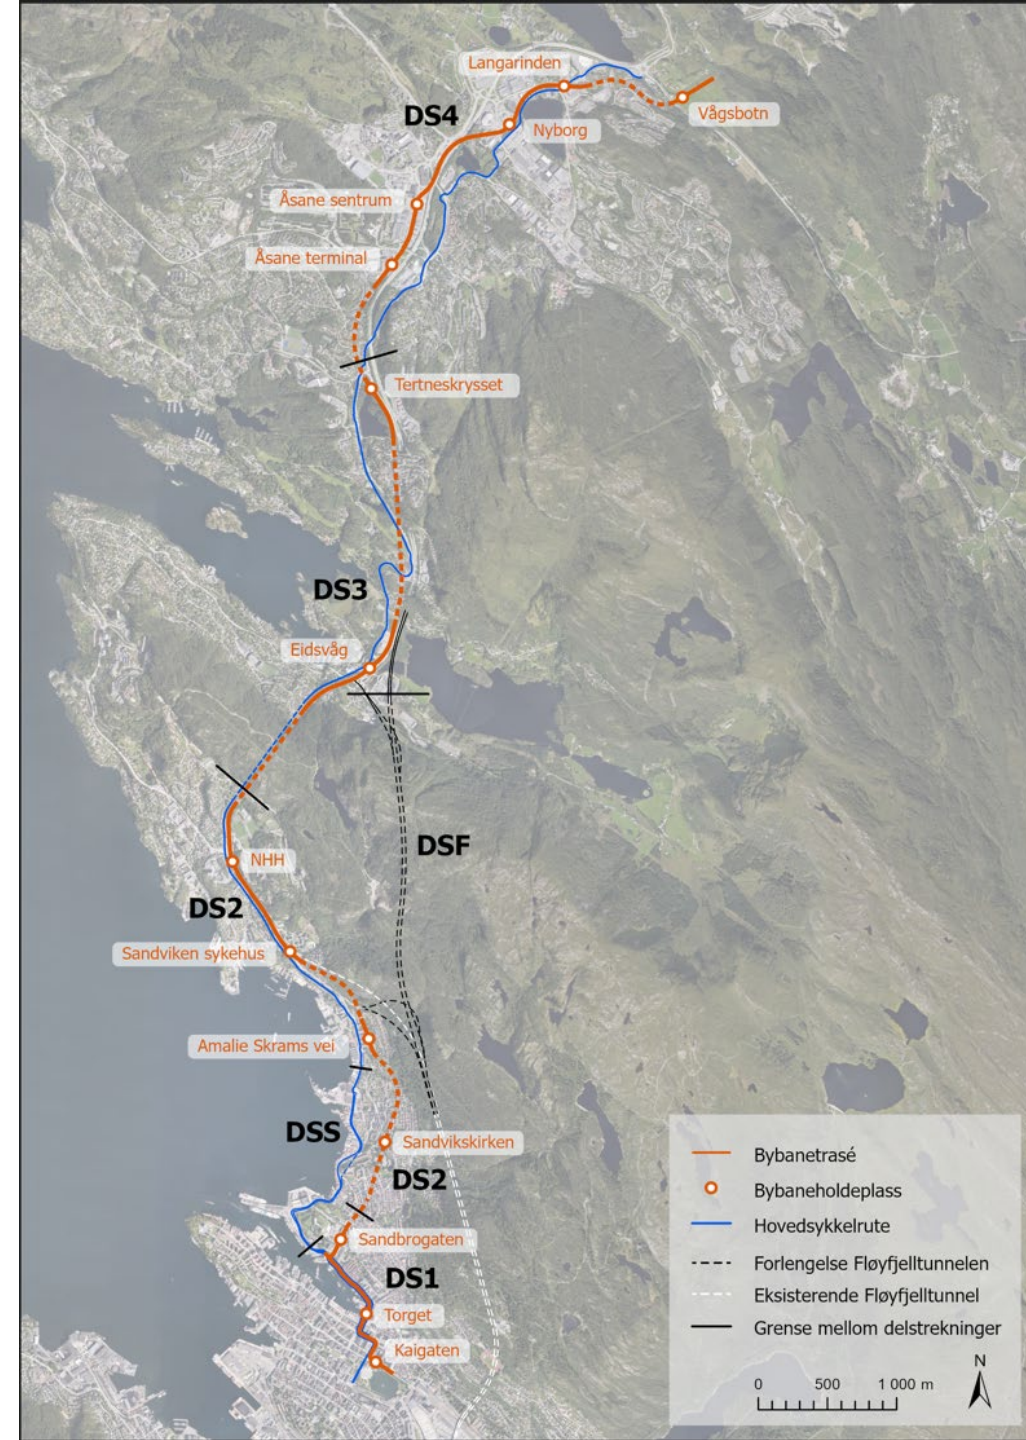 Langarinden
DS4
Vågsbotn
Nyborg
Åsane sentrum
Åsane terminal
Tertneskrysset
DS3
Eidsvåg
DSF
NHH
DS2
Sandviken sykehus
Amalie Skrams vei
DSS
Sandvikskirken
DS2
Sandbrogaten
DS1
Torget
Kaigaten
Bybanetrasé
Bybaneholdeplass
Hovedsykkelrute
Forlengelse Fløyfjelltunnelen
Eksisterende Fløyfjelltunnel
Grense mellom delstrekninger
N
0 500 1 000 m